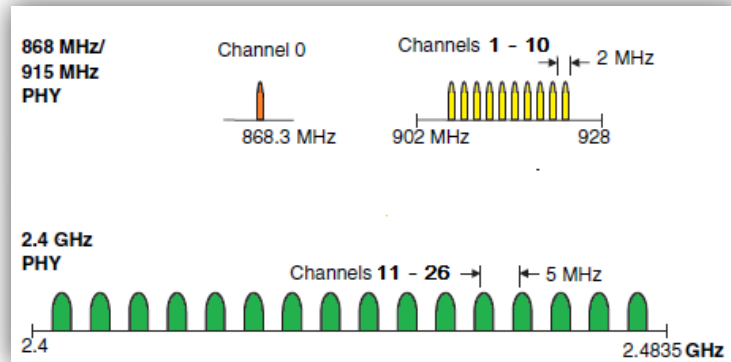 868 MHz/
915 MHz
PHY
Channel 0
868.3 MHz
Channels 1 - 10
2 MHz
902 MHz
928
2.4 GHz
PHY
Channels 11 - 26
5 MHz
2.4
2.4835 GHz